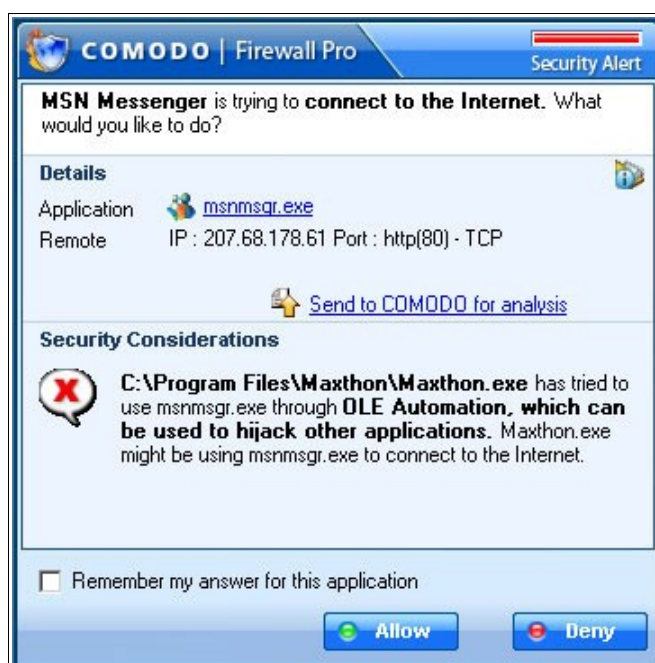 COMODO | Firewall Pro
Security Alert
MSN Messenger is trying to connect to the Internet. What
would you like to do?
Details
Application msnmsgr.exe
Remote IP : 207.68.178.61 Port : http(80) - TCP
Send to COMODO for analysis
Security Considerations
C:\Program Files\Maxthon\Maxthon.exe has tried to
use msnmsgr.exe through OLE Automation, which can
be used to hijack other applications. Maxthon.exe
might be using msnmsgr.exe to connect to the Internet.
Remember my answer for this application
Allow
Deny